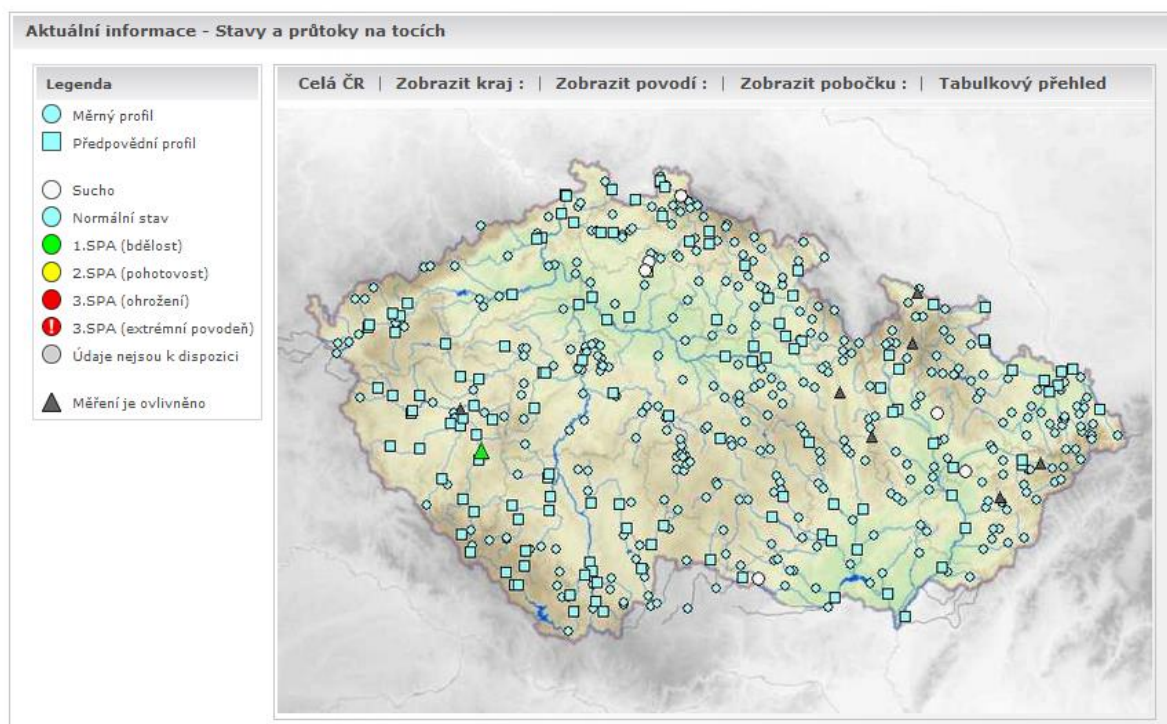 Aktuální informace - Stavy a průtoky na tocích
Legenda
Měrný profil
Předpovědní profil
Sucho
Normální stav
1.SPA (bdělost)
2.SPA (pohotovost)
3.SPA (ohrožení)
! 3.SPA (extrémní povodeň)
Údaje nejsou k dispozici
Měření je ovlivněno
Celá ČR | Zobrazit kraj : | Zobrazit povodí : | Zobrazit pobočku : | Tabulkový přehled